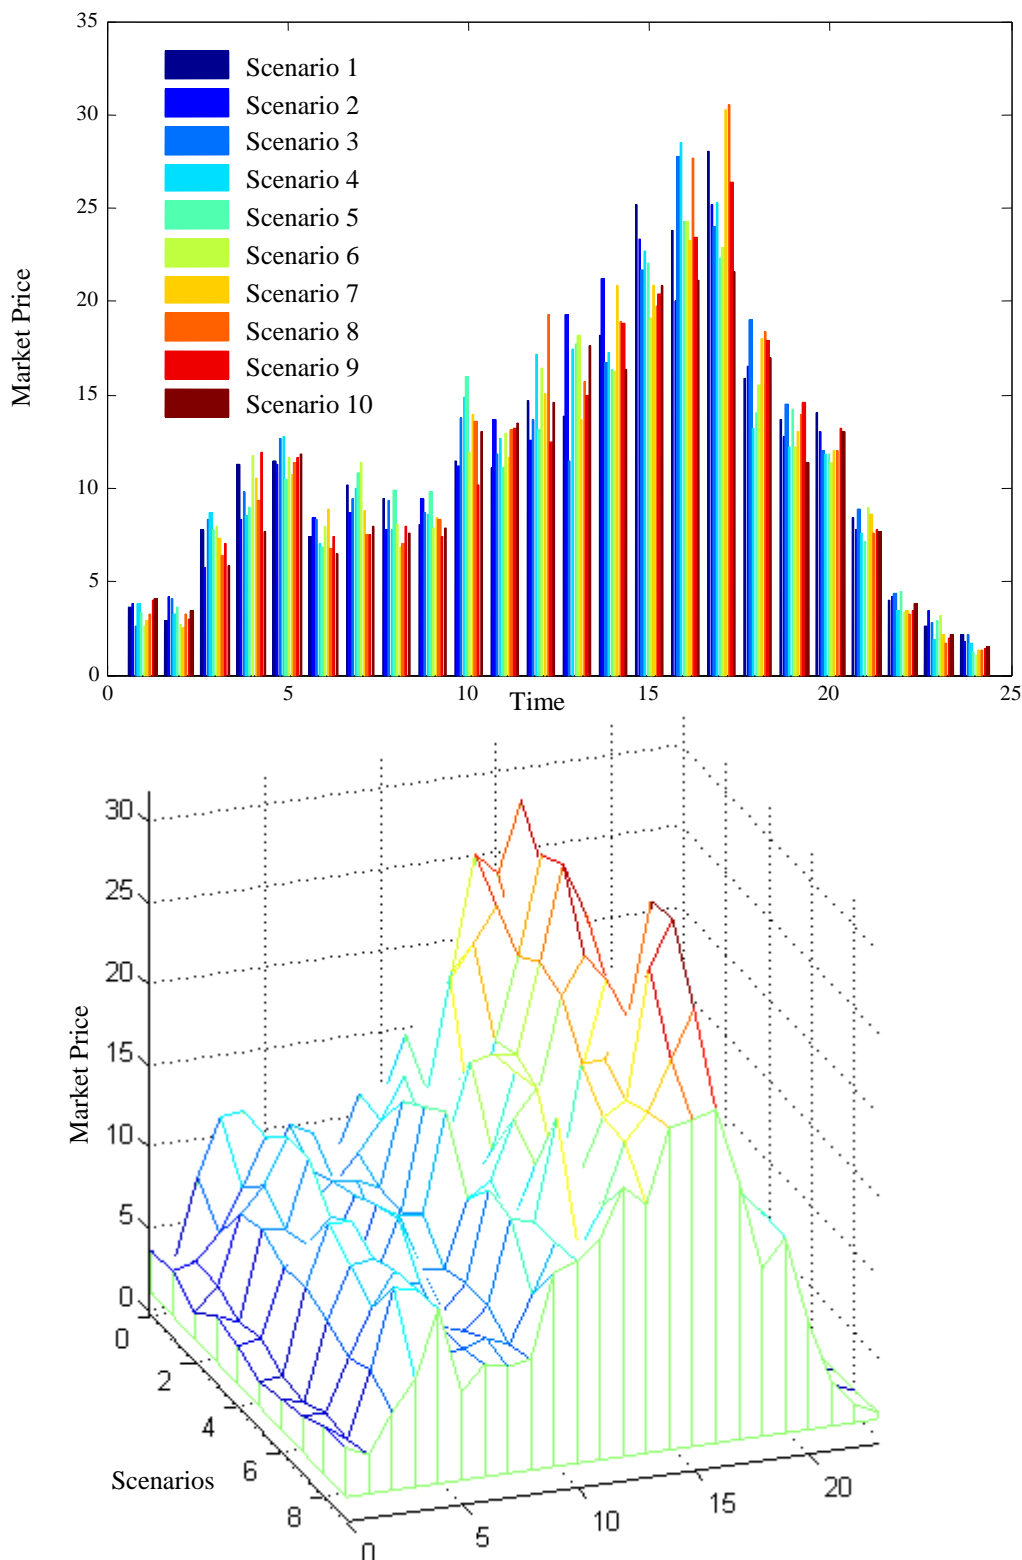 35
30
25
20
15
10
5
0
Market Price
Scenario 1
Scenario 2
Scenario 3
Scenario 4
Scenario 5
Scenario 6
Scenario 7
Scenario 8
Scenario 9
Scenario 10
0 5 10 15 20 25
Time
30
25
20
15
10
5
0
Market Price
0
2
4
6
8
Scenarios
0
5
10
15
20